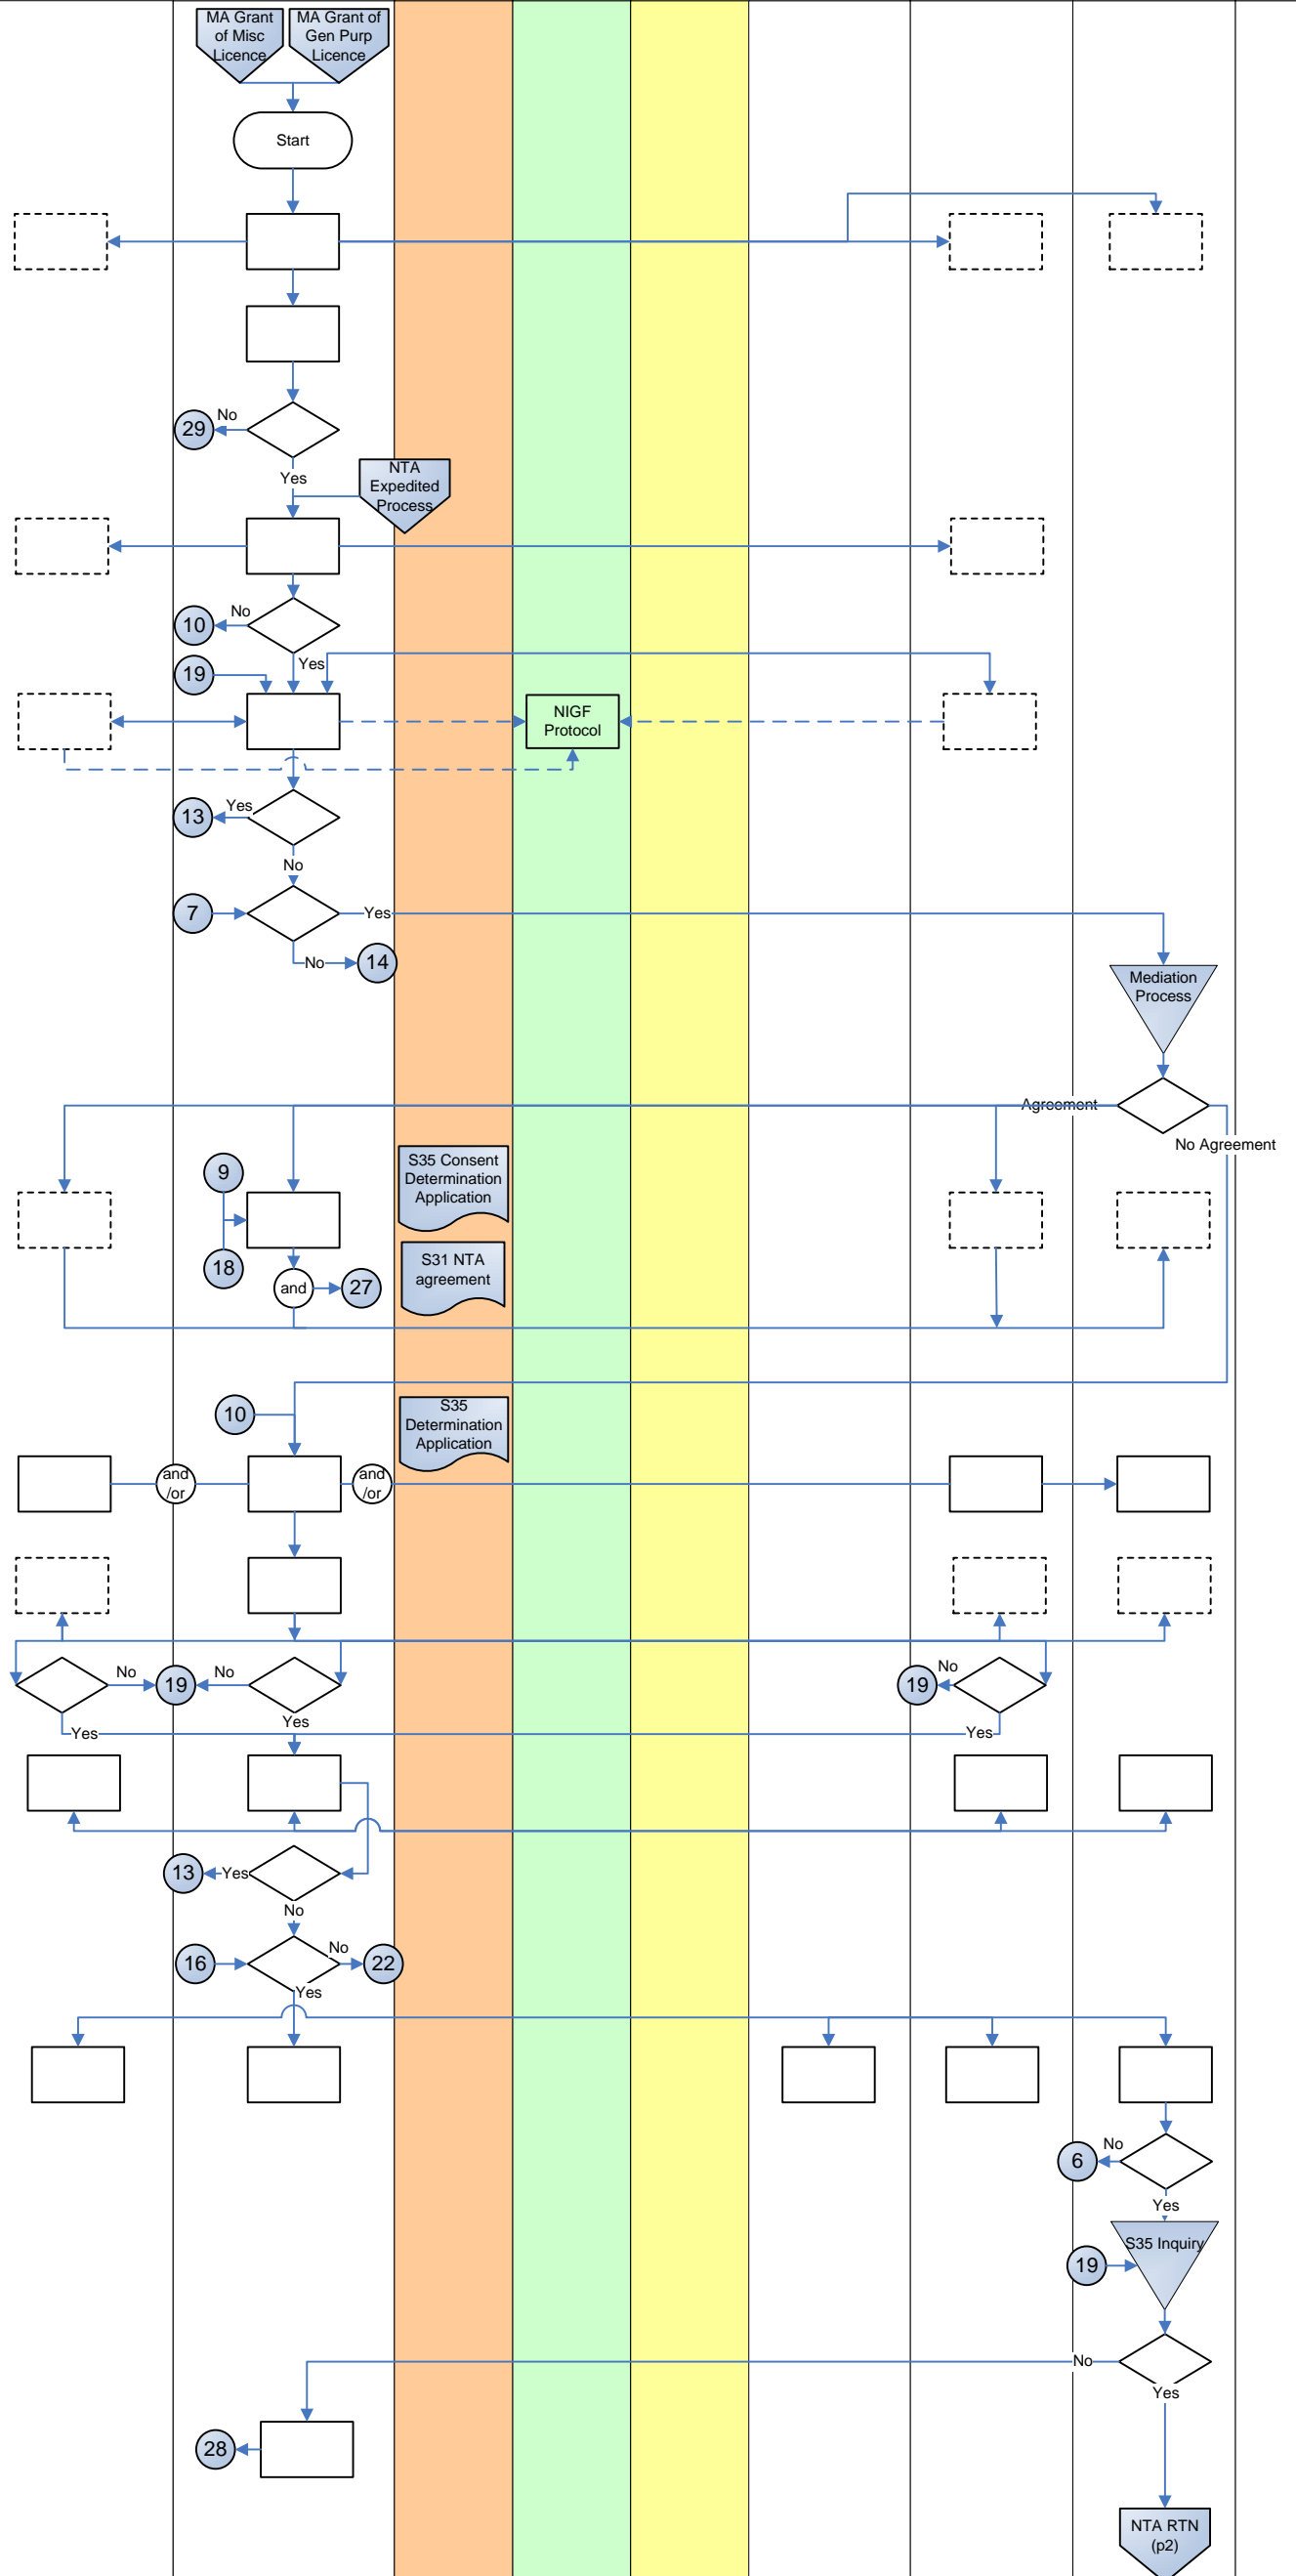 MA Grant
of Misc
Licence
MA Grant of
Gen Purp
Licence
Start
No
29
Yes
NTA
Expedited
Process
No
10
Yes
19
NIGF
Protocol
Yes
13
No
7
Yes
No
14
Mediation
Process
Agreement
No Agreement
S35 Consent
Determination
Application
9
18
S31 NTA
agreement
and
27
S35
Determination
Application
10
and
/or
and
/or
No
19
No
No
19
Yes
Yes
Yes
13
Yes
No
16
No
22
Yes
No
6
Yes
S35 Inquiry
19
No
Yes
28
NTA RTN
(p2)